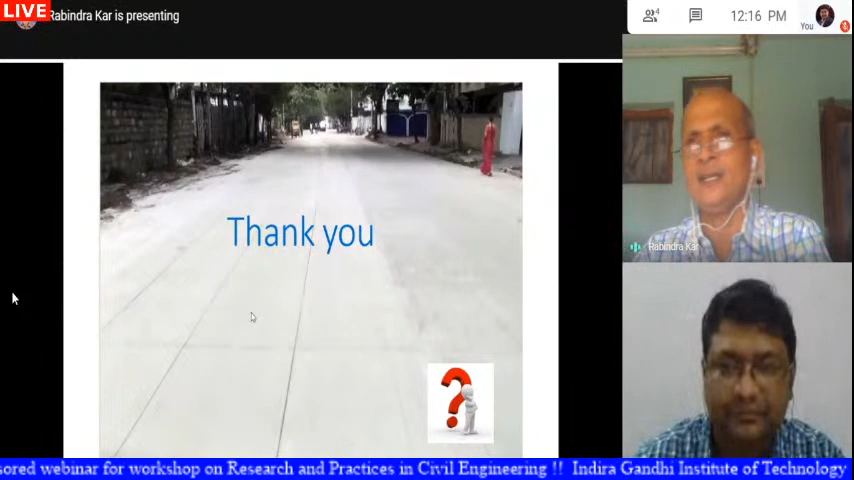 LIVE
Rabindra Kar is presenting
4
12:16 PM
You
Rabindra Kar
Thank you
?
sored webinar for workshop on Research and Practices in Civil Engineering !! Indira Gandhi Institute of Technology